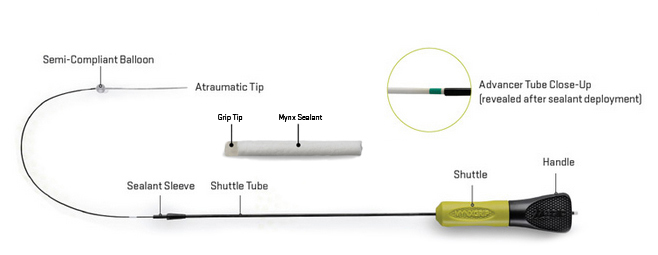 Semi-Compliant Balloon
Atraumatic Tip
Advancer Tube Close-Up
(revealed after sealant deployment)
Grip Tip
Mynx Sealant
Sealant Sleeve
Shuttle Tube
Shuttle
Handle